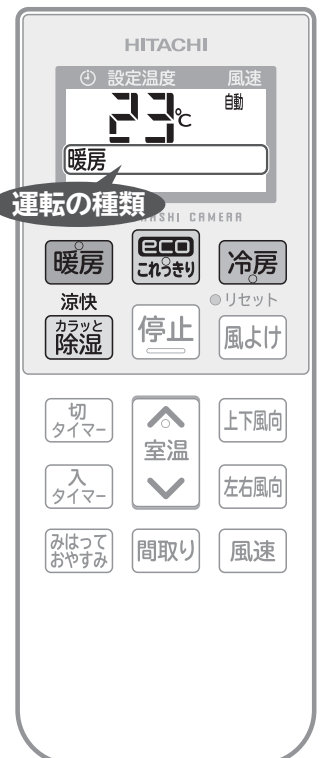 HITACHI
設定温度 風速
23℃ 自動
暖房
運転の種類
SHI CAMERA
暖房 eco これっきり 冷房
涼快 リセット
カラッと 除湿 停止 風よけ
切 タイマー 室温 上下風向
入 タイマー 左右風向
みはって おやすみ 間取り 風速